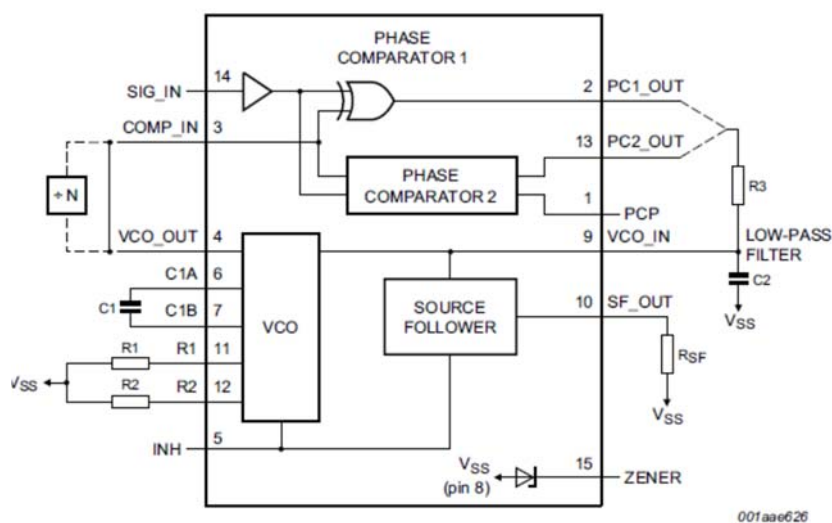 PHASE
COMPARATOR 1
14
SIG_IN
2 PC1_OUT
COMP_IN 3
13 PC2_OUT
÷ N
PHASE
COMPARATOR 2
R3
1
PCP
VCO_OUT 4
9 VCO_IN
LOW-PASS
FILTER
C1A 6
C2
C1
C1B 7
VCO
SOURCE
FOLLOWER
10 SF_OUT
VSS
R1 R1 11
VSS
R2 R2 12
RSF
VSS
INH 5
VSS
(pin 8)
15 ZENER
001aae626